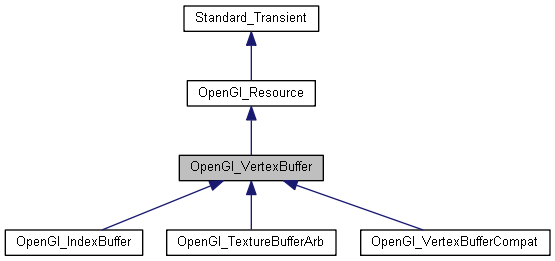 Standard_Transient
OpenGl_Resource
OpenGl_VertexBuffer
OpenGl_IndexBuffer
OpenGl_TextureBufferArb
OpenGl_VertexBufferCompat